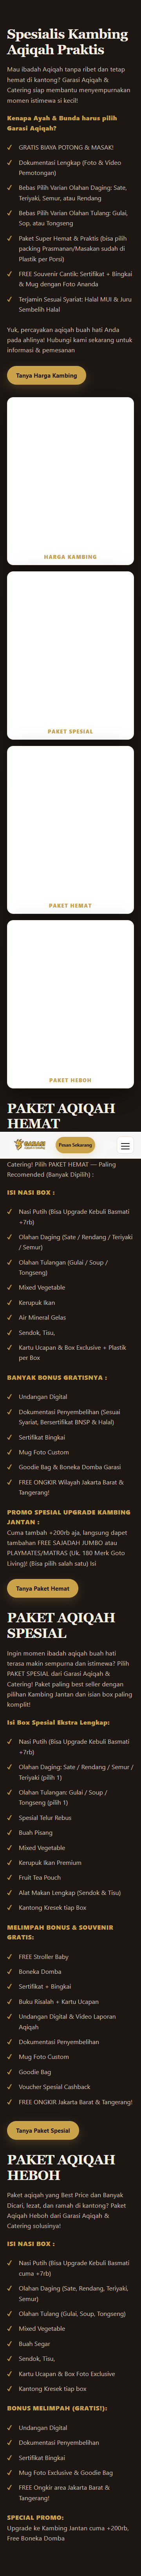 Spesialis Kambing
Aqiqah Praktis
Mau ibadah Aqiqah tanpa ribet dan tetap
hemat di kantong? Garasi Aqiqah &
Catering siap membantu menyempurnakan
momen istimewa si kecil!
Kenapa Ayah & Bunda harus pilih
Garasi Aqiqah?
GRATIS BIAYA POTONG & MASAK!
Dokumentasi Lengkap (Foto & Video
Pemotongan)
Bebas Pilih Varian Olahan Daging: Sate,
Teriyaki, Semur, atau Rendang
Bebas Pilih Varian Olahan Tulang: Gulai,
Sop, atau Tongseng
Paket Super Hemat & Praktis (bisa pilih
packing Prasmanan/Masakan sudah di
Plastik per Porsi)
FREE Souvenir Cantik: Sertifikat + Bingkai
& Mug dengan Foto Ananda
Terjamin Sesuai Syariat: Halal MUI & Juru
Sembelih Halal
Yuk, percayakan aqiqah buah hati Anda
pada ahlinya! Hubungi kami sekarang untuk
informasi & pemesanan
Tanya Harga Kambing
HARGA KAMBING
PAKET SPESIAL
PAKET HEMAT
PAKET HEBOH
PAKET AQIQAH
HEMAT
GARASI
Pesan Sekarang
Catering! Pilih PAKET HEMAT — Paling
Recomended (Banyak Dipilih) :
ISI NASI BOX :
Nasi Putih (Bisa Upgrade Kebuli Basmati
+7rb)
Olahan Daging (Sate / Rendang / Teriyaki
/ Semur)
Olahan Tulangan (Gulai / Soup /
Tongseng)
Mixed Vegetable
Kerupuk Ikan
Air Mineral Gelas
Sendok, Tisu,
Kartu Ucapan & Box Exclusive + Plastik
per Box
BANYAK BONUS GRATISNYA :
Undangan Digital
Dokumentasi Penyembelihan (Sesuai
Syariat, Bersertifikat BNSP & Halal)
Sertifikat Bingkai
Mug Foto Custom
Goodie Bag & Boneka Domba Garasi
FREE ONGKIR Wilayah Jakarta Barat &
Tangerang!
PROMO SPESIAL UPGRADE KAMBING
JANTAN :
Cuma tambah +200rb aja, langsung dapet
tambahan FREE SAJADAH JUMBO atau
PLAYMATES/MATRAS (Uk. 180 Merk Goto
Living)! (Bisa pilih salah satu) Isi
Tanya Paket Hemat
PAKET AQIQAH
SPESIAL
Ingin momen ibadah aqiqah buah hati
terasa makin sempurna dan istimewa? Pilih
PAKET SPESIAL dari Garasi Aqiqah &
Catering! Paket paling best seller dengan
pilihan Kambing Jantan dan isian box paling
komplit!
Isi Box Spesial Ekstra Lengkap:
Nasi Putih (Bisa Upgrade Kebuli Basmati
+7rb)
Olahan Daging: Sate / Rendang / Semur /
Teriyaki (pilih 1)
Olahan Tulangan: Gulai / Soup /
Tongseng (pilih 1)
Spesial Telur Rebus
Buah Pisang
Mixed Vegetable
Kerupuk Ikan Premium
Fruit Tea Pouch
Alat Makan Lengkap (Sendok & Tisu)
Kantong Kresek tiap Box
MELIMPAH BONUS & SOUVENIR
GRATIS:
FREE Stroller Baby
Boneka Domba
Sertifikat + Bingkai
Buku Risalah + Kartu Ucapan
Undangan Digital & Video Laporan
Aqiqah
Dokumentasi Penyembelihan
Mug Foto Custom
Goodie Bag
Voucher Spesial Cashback
FREE ONGKIR Jakarta Barat & Tangerang!
Tanya Paket Spesial
PAKET AQIQAH
HEBOH
Paket aqiqah yang Best Price dan Banyak
Dicari, lezat, dan ramah di kantong? Paket
Aqiqah Heboh dari Garasi Aqiqah &
Catering solusinya!
ISI NASI BOX :
Nasi Putih (Bisa Upgrade Kebuli Basmati
cuma +7rb)
Olahan Daging (Sate, Rendang, Teriyaki,
Semur)
Olahan Tulang (Gulai, Soup, Tongseng)
Mixed Vegetable
Buah Segar
Sendok, Tisu,
Kartu Ucapan & Box Foto Exclusive
Kantong Kresek tiap box
BONUS MELIMPAH (GRATIS!):
Undangan Digital
Dokumentasi Penyembelihan
Sertifikat Bingkai
Mug Foto Exclusive & Goodie Bag
FREE Ongkir area Jakarta Barat &
Tangerang!
SPECIAL PROMO:
Upgrade ke Kambing Jantan cuma +200rb,
Free Boneka Domba